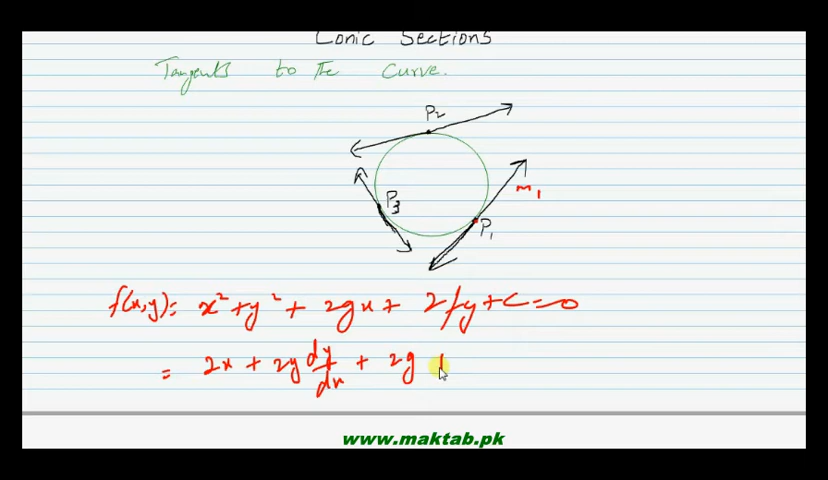 Conic Sections
Tangents to the Curve.
P2
m1
P3
P1
f(x,y): x² + y² + 2gx + 2fy + c = 0
= 2x + 2y dy/dx + 2g
www.maktab.pk